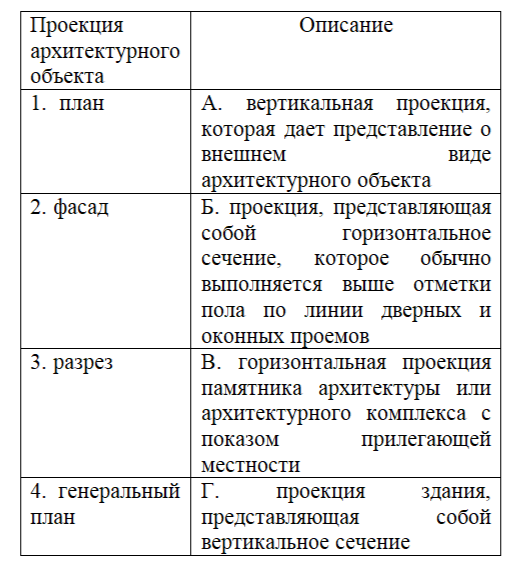 Проекция архитектурного объекта
Описание
1. план
А. вертикальная проекция,
которая дает представление о
внешнем виде
архитектурного объекта
2. фасад
Б. проекция, представляющая
собой горизонтальное
сечение, которое обычно
выполняется выше отметки
пола по линии дверных и
оконных проемов
3. разрез
В. горизонтальная проекция
памятника архитектуры или
архитектурного комплекса с
показом прилегающей
местности
4. генеральный
план
Г. проекция здания,
представляющая собой
вертикальное сечение